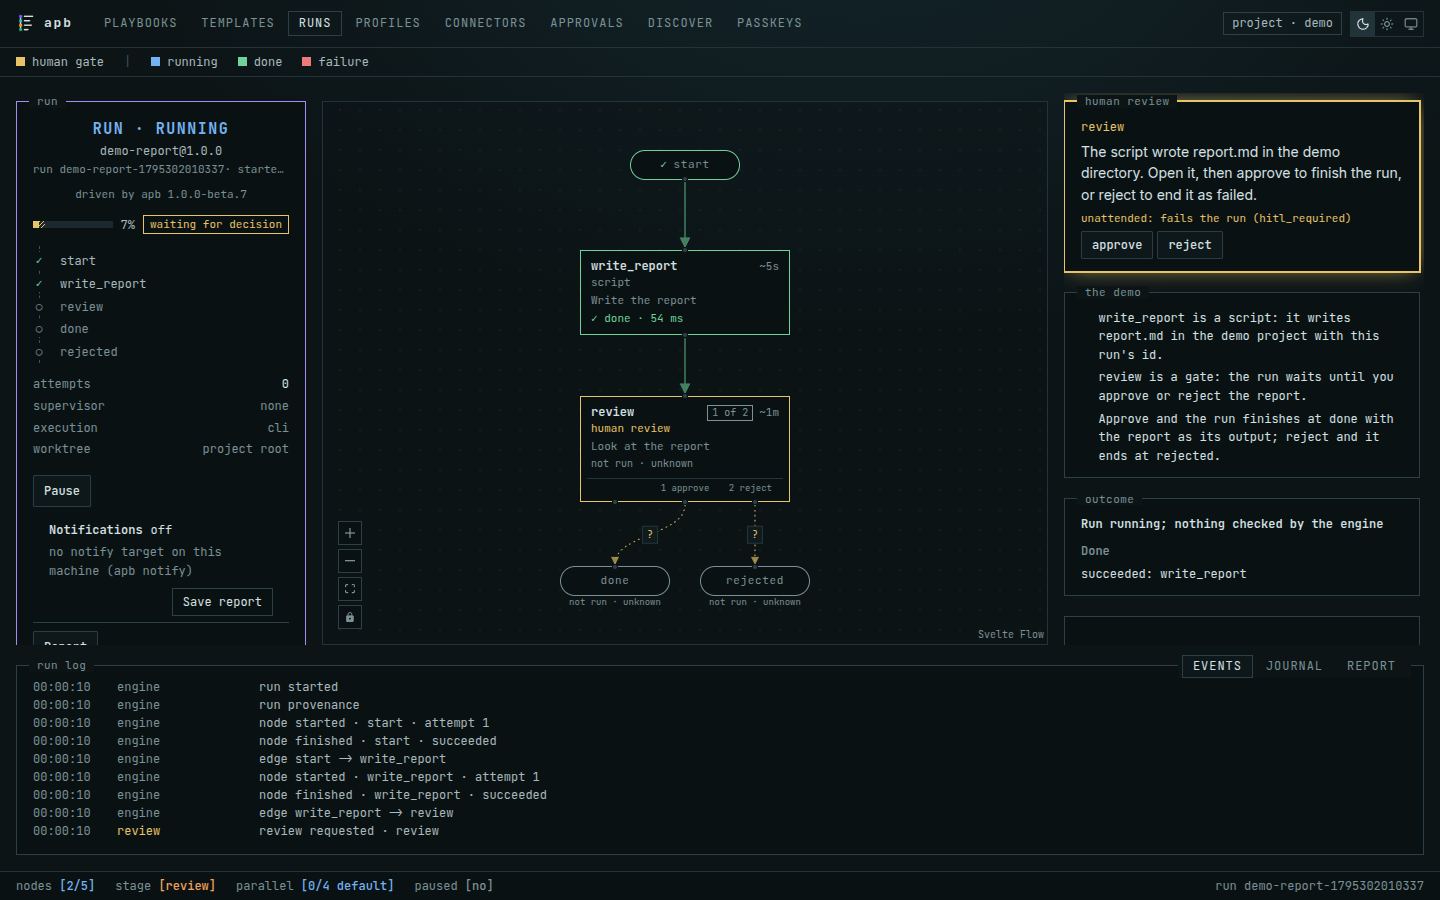 apb PLAYBOOKS TEMPLATES RUNS PROFILES CONNECTORS APPROVALS DISCOVER PASSKEYS project · demo
human gate | running done failure
run
RUN · RUNNING
demo-report@1.0.0
run demo-report-1795302010337· starte…
driven by apb 1.0.0-beta.7
7% waiting for decision
✓ start
✓ write_report
○ review
○ done
○ rejected
attempts 0
supervisor none
execution cli
worktree project root
Pause
Notifications off
no notify target on this
machine (apb notify)
Save report
✓ start
write_report ~5s
script
Write the report
✓ done · 54 ms
review 1 of 2 ~1m
human review
Look at the report
not run · unknown
1 approve 2 reject
? ?
done rejected
not run · unknown not run · unknown
Svelte Flow
human review
review
The script wrote report.md in the demo
directory. Open it, then approve to finish the run,
or reject to end it as failed.
unattended: fails the run (hitl_required)
approve reject
the demo
write_report is a script: it writes
report.md in the demo project with this
run's id.
review is a gate: the run waits until you
approve or reject the report.
Approve and the run finishes at done with
the report as its output; reject and it
ends at rejected.
outcome
Run running; nothing checked by the engine
Done
succeeded: write_report
run log EVENTS JOURNAL REPORT
00:00:10 engine run started
00:00:10 engine run provenance
00:00:10 engine node started · start · attempt 1
00:00:10 engine node finished · start · succeeded
00:00:10 engine edge start —> write_report
00:00:10 engine node started · write_report · attempt 1
00:00:10 engine node finished · write_report · succeeded
00:00:10 engine edge write_report —> review
00:00:10 review review requested · review
nodes [2/5] stage [review] parallel [0/4 default] paused [no] run demo-report-1795302010337